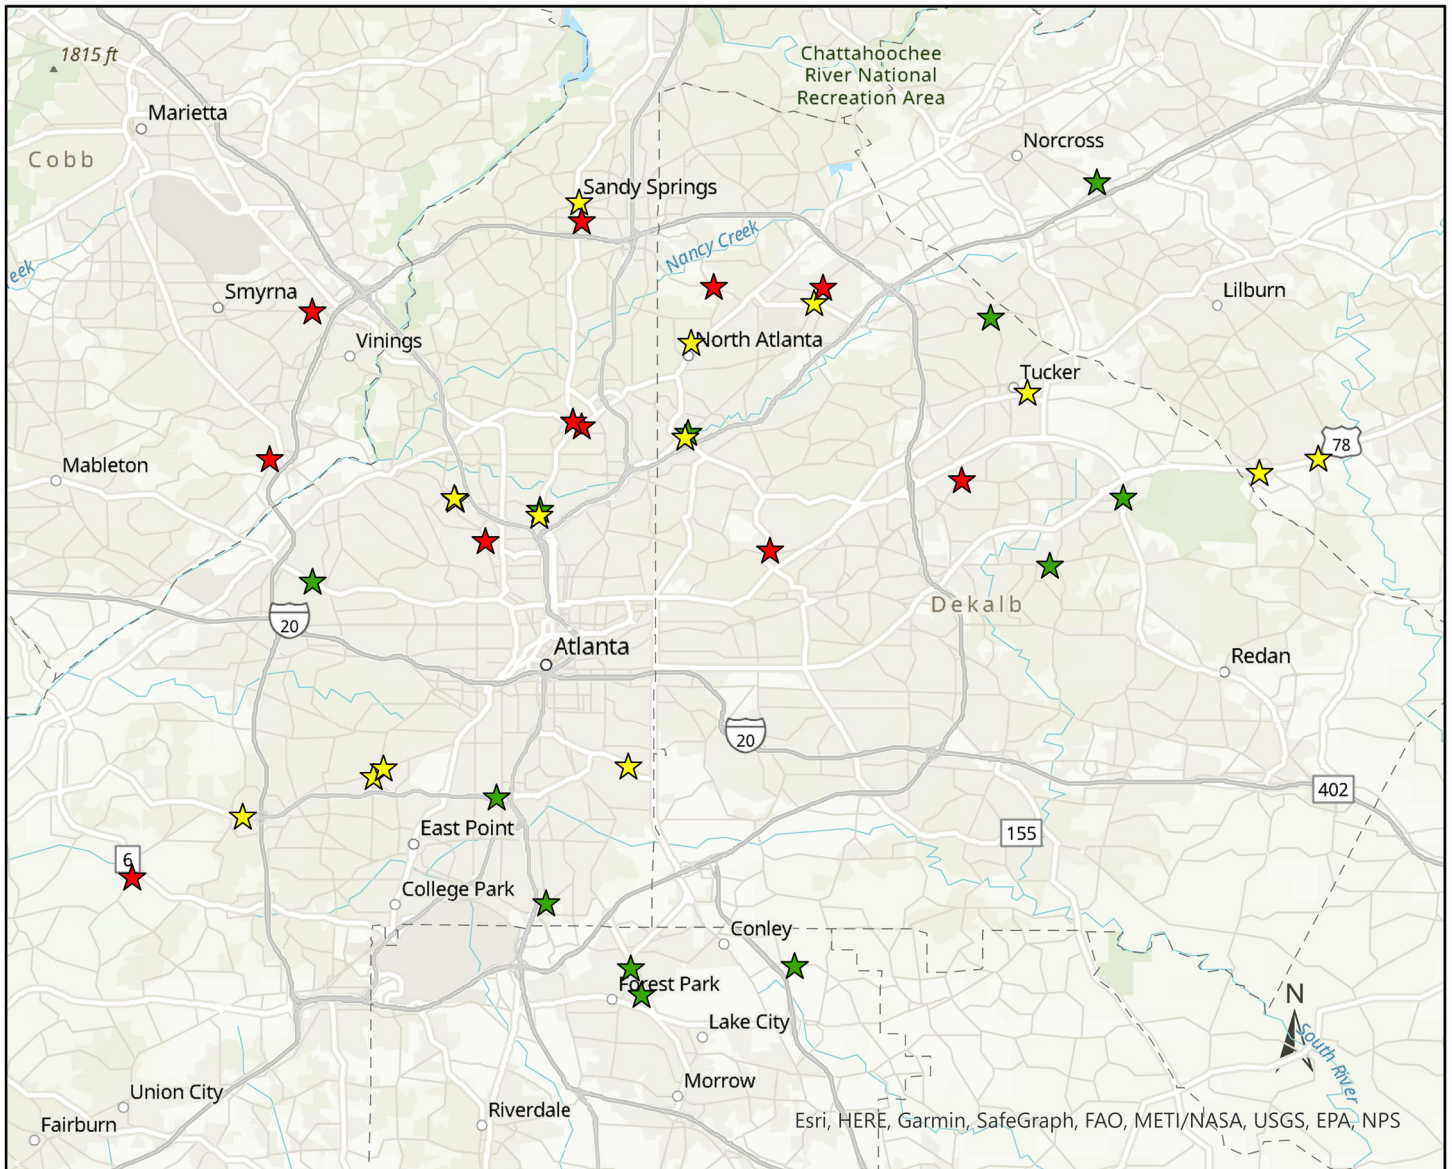 1815 ft
Chattahoochee
River National
Recreation Area
Marietta
Norcross
Cobb
Sandy Springs
Nancy Creek
eek
Smyrna
Lilburn
Vinings
North Atlanta
Tucker
78
Mableton
Dekalb
20
Atlanta
Redan
20
402
East Point
155
6
College Park
Conley
Forest Park
N
Lake City
South River
Morrow
Union City
Riverdale
Esri, HERE, Garmin, SafeGraph, FAO, METI/NASA, USGS, EPA, NPS
Fairburn